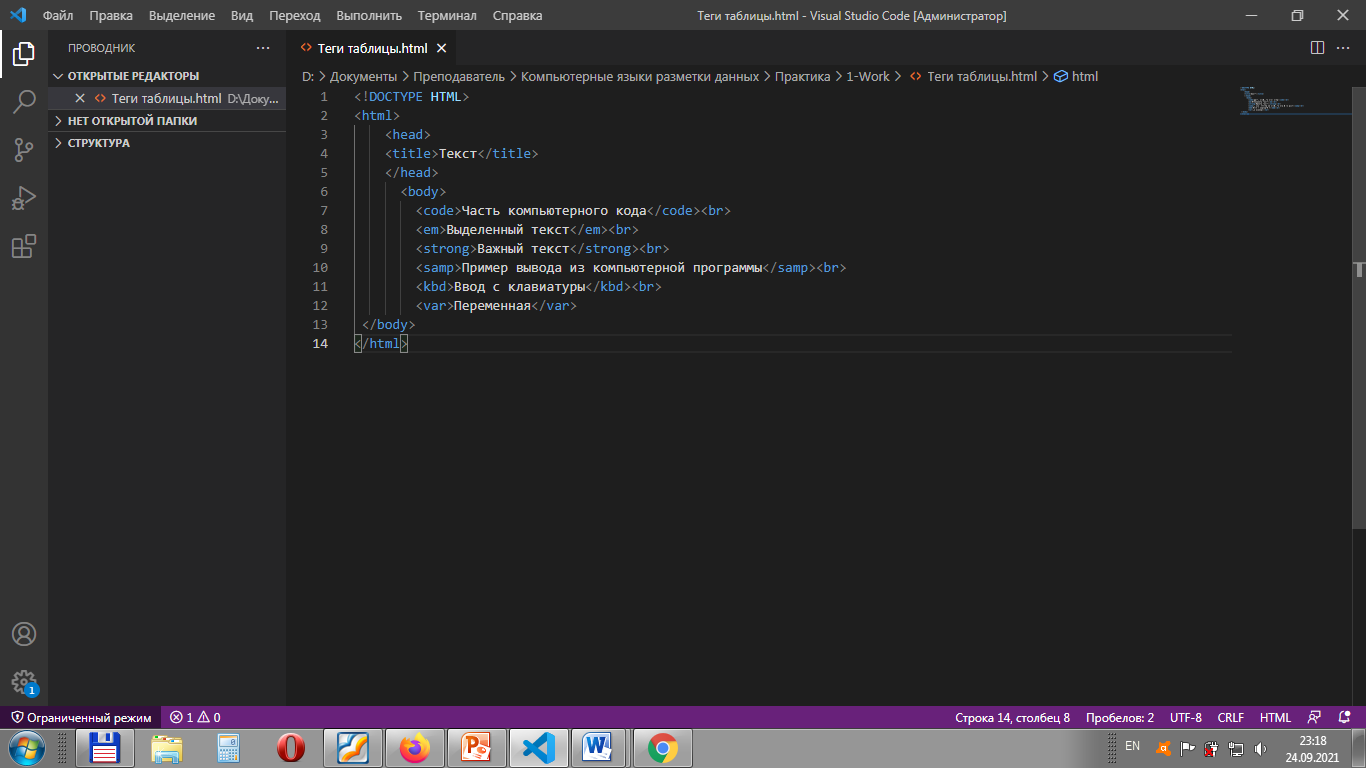 Файл Правка Выделение Вид Переход Выполнить Терминал Справка
Теги таблицы.html - Visual Studio Code [Администратор]
ПРОВОДНИК
ОТКРЫТЫЕ РЕДАКТОРЫ
Теги таблицы.html D:\Доку...
НЕТ ОТКРЫТОЙ ПАПКИ
СТРУКТУРА
Теги таблицы.html
D: > Документы > Преподаватель > Компьютерные языки разметки данных > Практика > 1-Work > Теги таблицы.html > html
1 <!DOCTYPE HTML>
2 <html>
3 <head>
4 <title>Текст</title>
5 </head>
6 <body>
7 <code>Часть компьютерного кода</code><br>
8 <em>Выделенный текст</em><br>
9 <strong>Важный текст</strong><br>
10 <samp>Пример вывода из компьютерной программы</samp><br>
11 <kbd>Ввод с клавиатуры</kbd><br>
12 <var>Переменная</var>
13 </body>
14 </html>
1
Ограниченный режим 1 0
Строка 14, столбец 8 Пробелов: 2 UTF-8 CRLF HTML
EN
23:18
24.09.2021